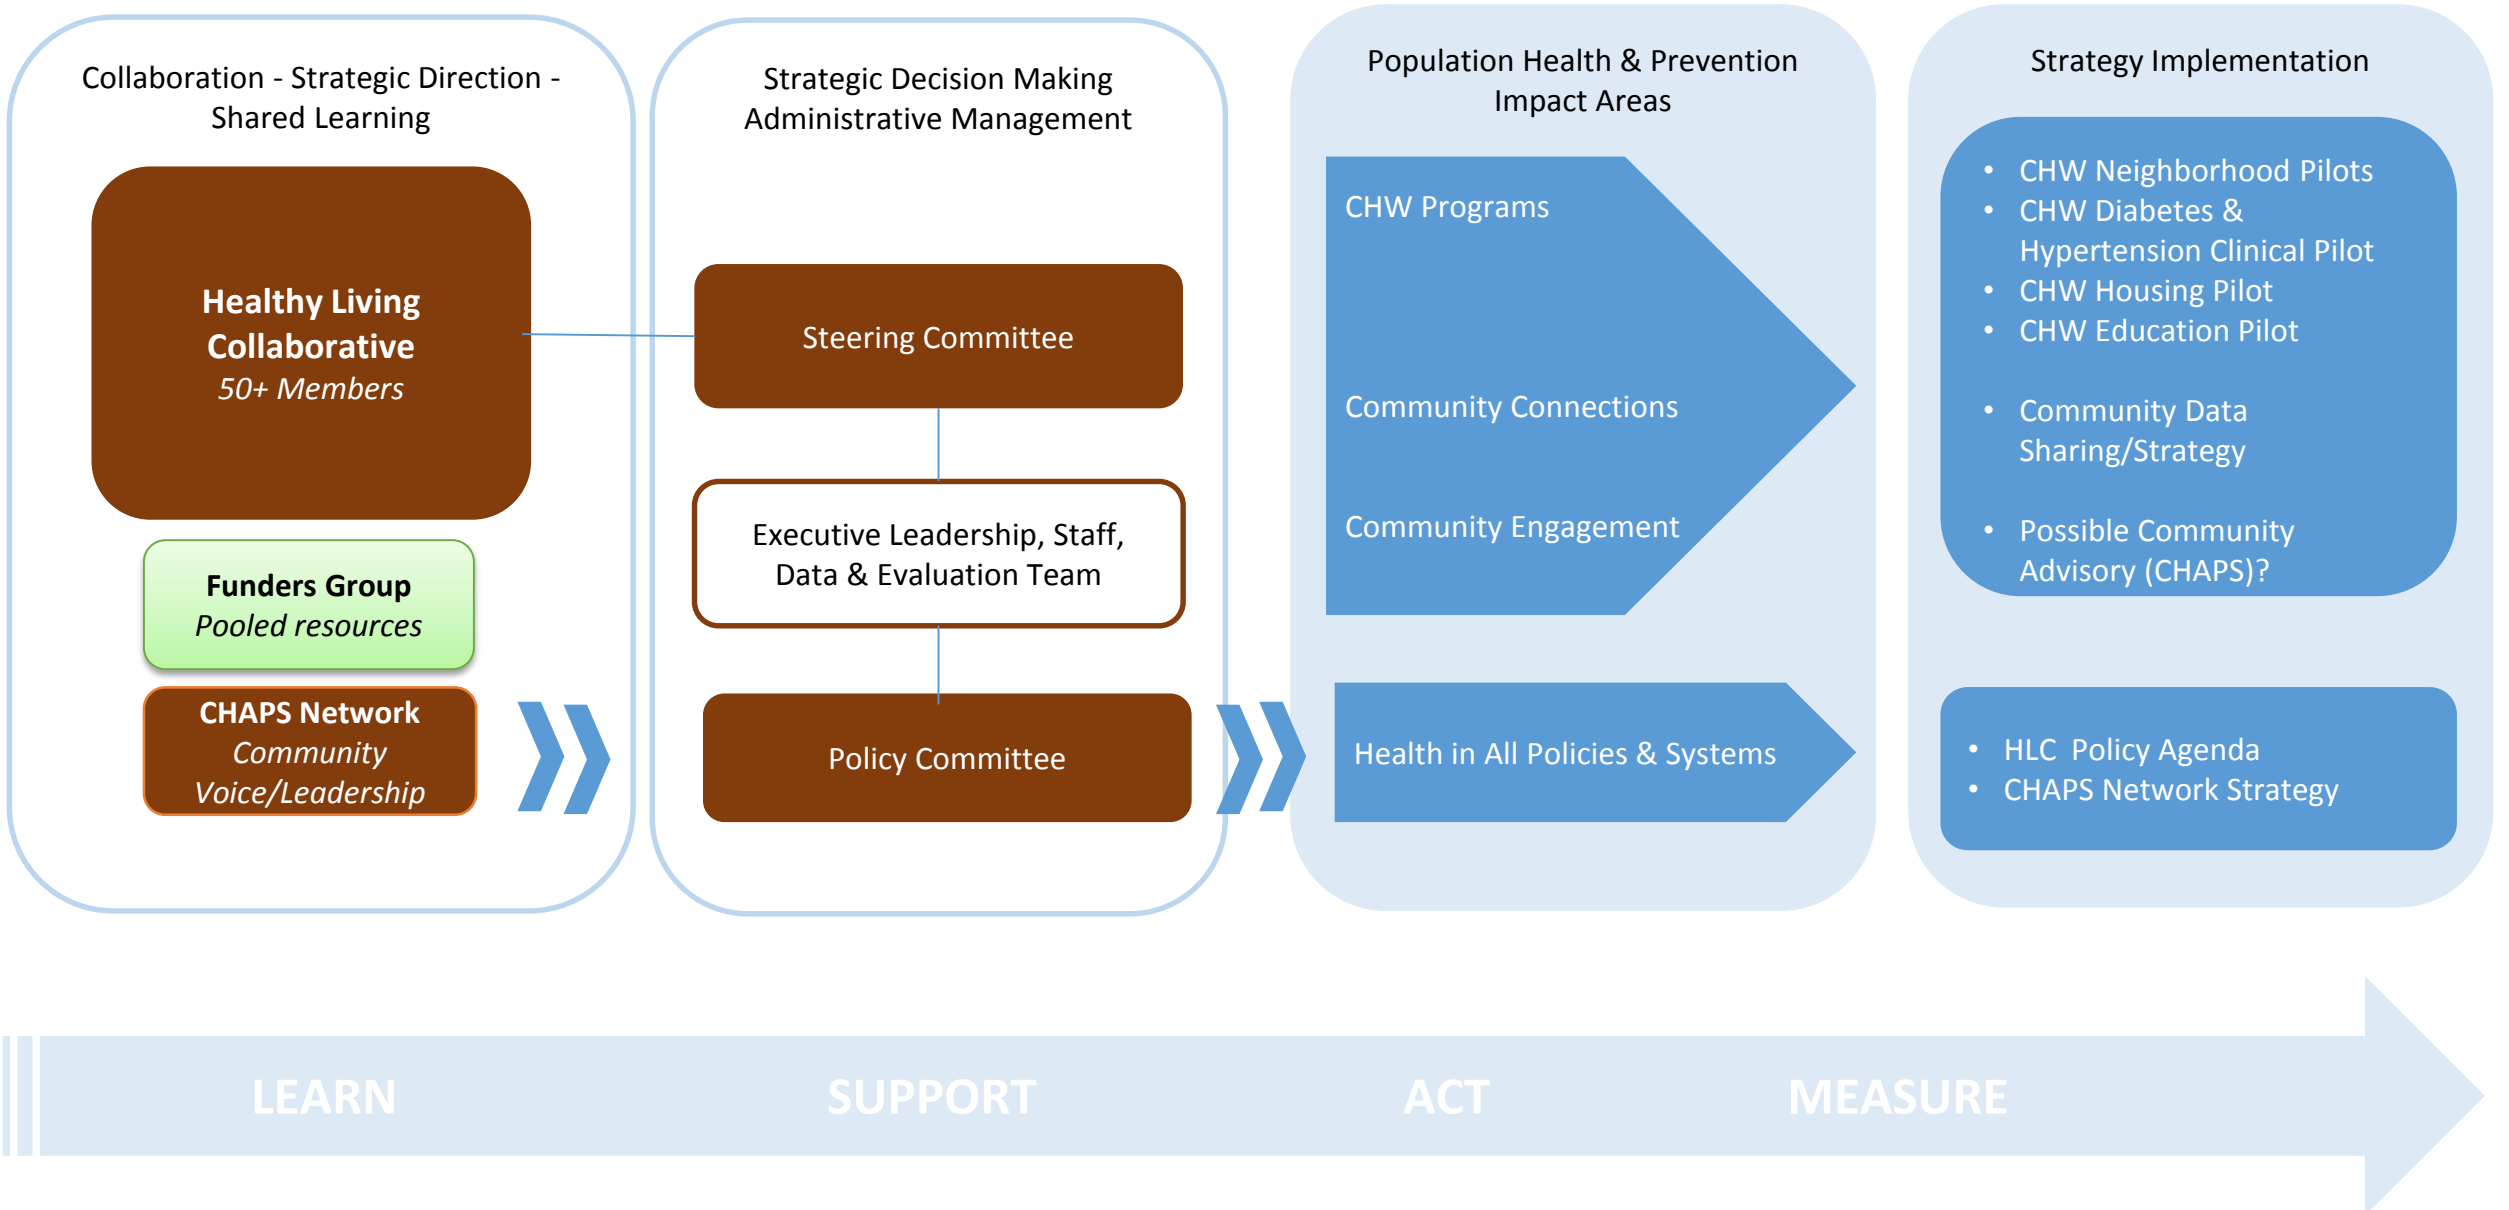 Collaboration - Strategic Direction -
Shared Learning
Healthy Living
Collaborative
50+ Members
Funders Group
Pooled resources
CHAPS Network
Community
Voice/Leadership
Strategic Decision Making
Administrative Management
Steering Committee
Executive Leadership, Staff,
Data & Evaluation Team
Policy Committee
Population Health & Prevention
Impact Areas
CHW Programs
Community Connections
Community Engagement
Health in All Policies & Systems
Strategy Implementation
• CHW Neighborhood Pilots
• CHW Diabetes &
Hypertension Clinical Pilot
• CHW Housing Pilot
• CHW Education Pilot
• Community Data
Sharing/Strategy
• Possible Community
Advisory (CHAPS)?
• HLC  Policy Agenda
• CHAPS Network Strategy
LEARN
SUPPORT
ACT
MEASURE